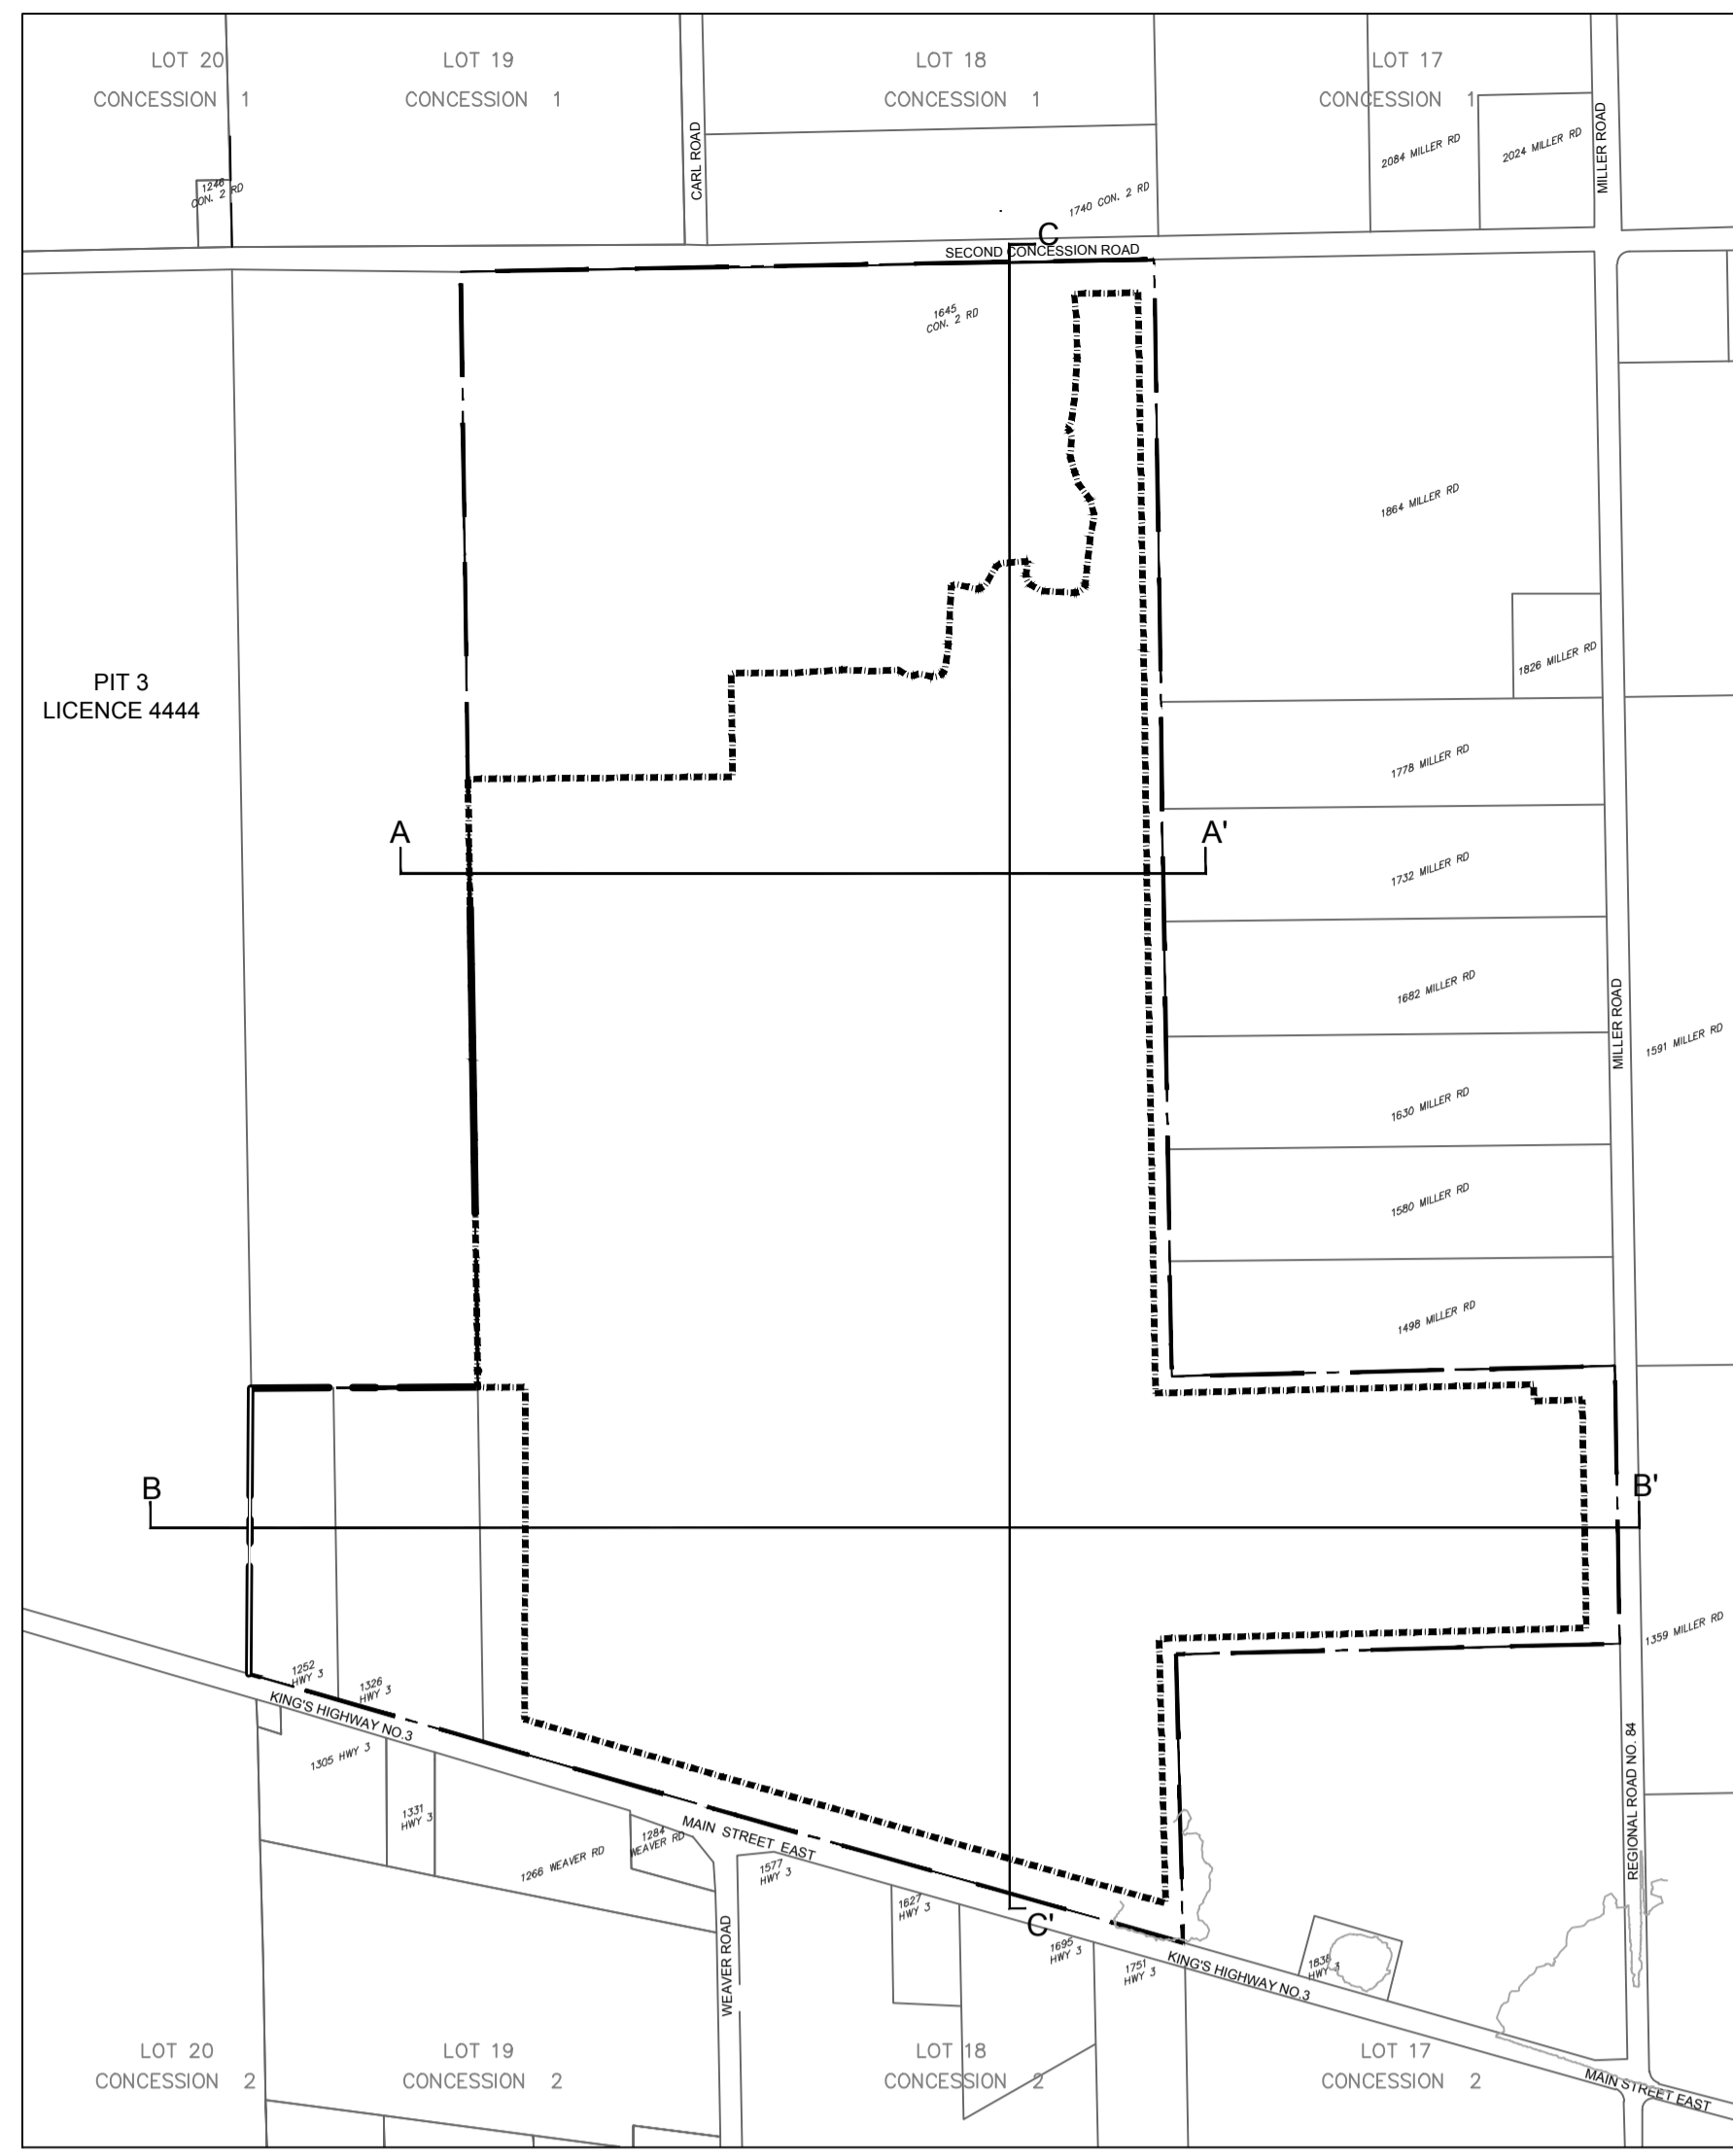 LOT 20
CONCESSION 1
LOT 19
CONCESSION 1
LOT 18
CONCESSION 1
LOT 17
CONCESSION 1
CARL ROAD
MILLER ROAD
2084 MILLER RD
2024 MILLER RD
1246
CON. 2 RD
1740 CON. 2 RD
C
SECOND CONCESSION ROAD
1645
CON. 2 RD
1864 MILLER RD
1826 MILLER RD
PIT 3
LICENCE 4444
1778 MILLER RD
A
A'
1732 MILLER RD
1682 MILLER RD
MILLER ROAD
1591 MILLER RD
1630 MILLER RD
1580 MILLER RD
1498 MILLER RD
B
B'
1359 MILLER RD
1252
HWY 3
1326
HWY 3
KING'S HIGHWAY NO.3
1305 HWY 3
1331
HWY 3
1266 WEAVER RD
1284
WEAVER RD
MAIN STREET EAST
1577
HWY 3
1627
HWY 3
C'
1695
HWY 3
1751
HWY 3
KING'S HIGHWAY NO.3
HWY 3
REGIONAL ROAD NO. 84
WEAVER ROAD
LOT 20
CONCESSION 2
LOT 19
CONCESSION 2
LOT 18
CONCESSION 2
LOT 17
CONCESSION 2
MAIN STREET EAST